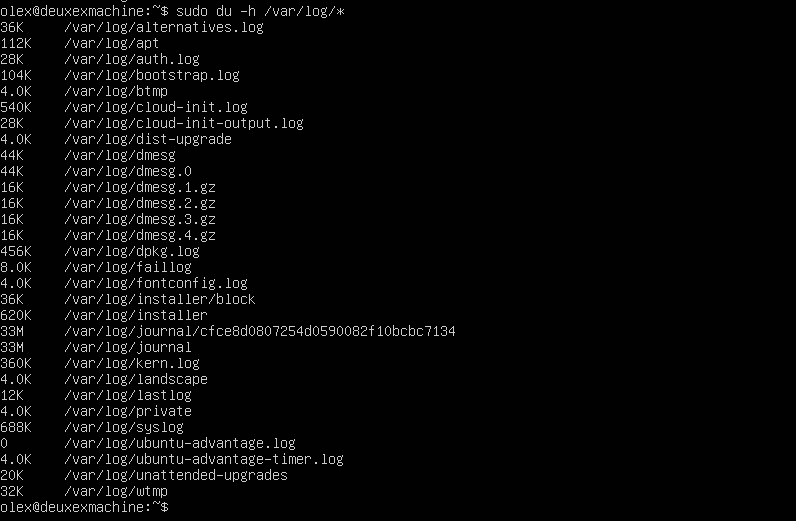 olex@deuxexmachine:~$ sudo du -h /var/log/*
36K /var/log/alternatives.log
112K /var/log/apt
28K /var/log/auth.log
104K /var/log/bootstrap.log
4.0K /var/log/btmp
540K /var/log/cloud-init.log
28K /var/log/cloud-init-output.log
4.0K /var/log/dist-upgrade
44K /var/log/dmesg
44K /var/log/dmesg.0
16K /var/log/dmesg.1.gz
16K /var/log/dmesg.2.gz
16K /var/log/dmesg.3.gz
16K /var/log/dmesg.4.gz
456K /var/log/dpkg.log
8.0K /var/log/faillog
4.0K /var/log/fontconfig.log
36K /var/log/installer/block
620K /var/log/installer
33M /var/log/journal/cfce8d0807254d0590082f10bcbc7134
33M /var/log/journal
360K /var/log/kern.log
4.0K /var/log/landscape
12K /var/log/lastlog
4.0K /var/log/private
688K /var/log/syslog
0 /var/log/ubuntu-advantage.log
4.0K /var/log/ubuntu-advantage-timer.log
20K /var/log/unattended-upgrades
32K /var/log/wtmp
olex@deuxexmachine:~$